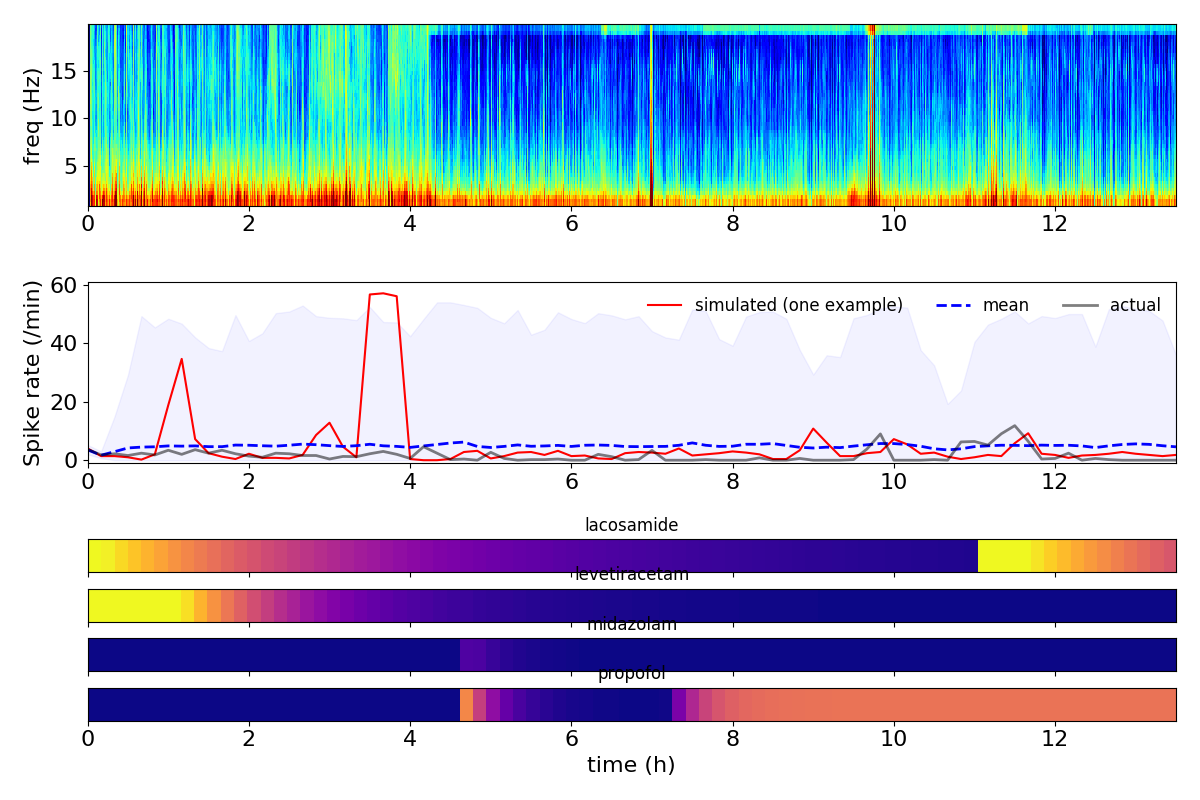 freq (Hz)
15
10
5
0 2 4 6 8 10 12
Spike rate (/min)
60
40
20
0
simulated (one example) mean actual
0 2 4 6 8 10 12
lacosamide
levetiracetam
midazolam
propofol
0 2 4 6 8 10 12
time (h)